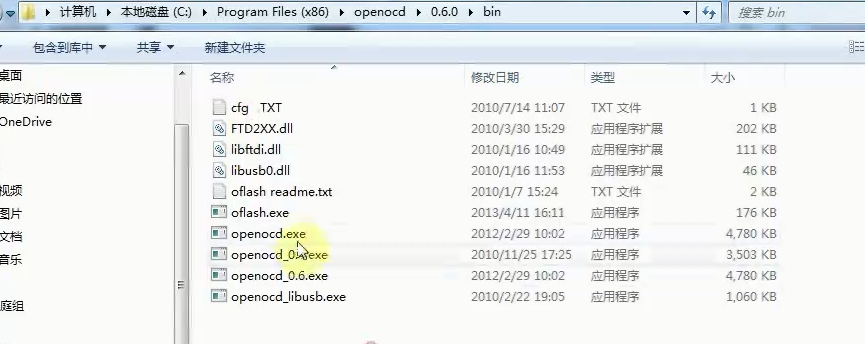 计算机 本地磁盘 (C:) Program Files (x86) openocd 0.6.0 bin 搜索 bin
包含到库中 共享 新建文件夹
名称 修改日期 类型 大小
桌面
最近访问的位置
OneDrive
视频
图片
文档
音乐
庭组
cfg TXT 2010/7/14 11:07 TXT 文件 1 KB
FTD2XX.dll 2010/3/30 15:29 应用程序扩展 202 KB
libftdi.dll 2010/1/16 10:49 应用程序扩展 111 KB
libusb0.dll 2010/1/16 11:53 应用程序扩展 46 KB
oflash readme.txt 2010/1/7 15:24 TXT 文件 2 KB
oflash.exe 2013/4/11 16:11 应用程序 176 KB
openocd.exe 2012/2/29 10:02 应用程序 4,780 KB
2010/11/25 17:25 应用程序 3,503 KB
openocd_0.6.exe 2012/2/29 10:02 应用程序 4,780 KB
openocd_libusb.exe 2010/2/22 19:05 应用程序 1,060 KB